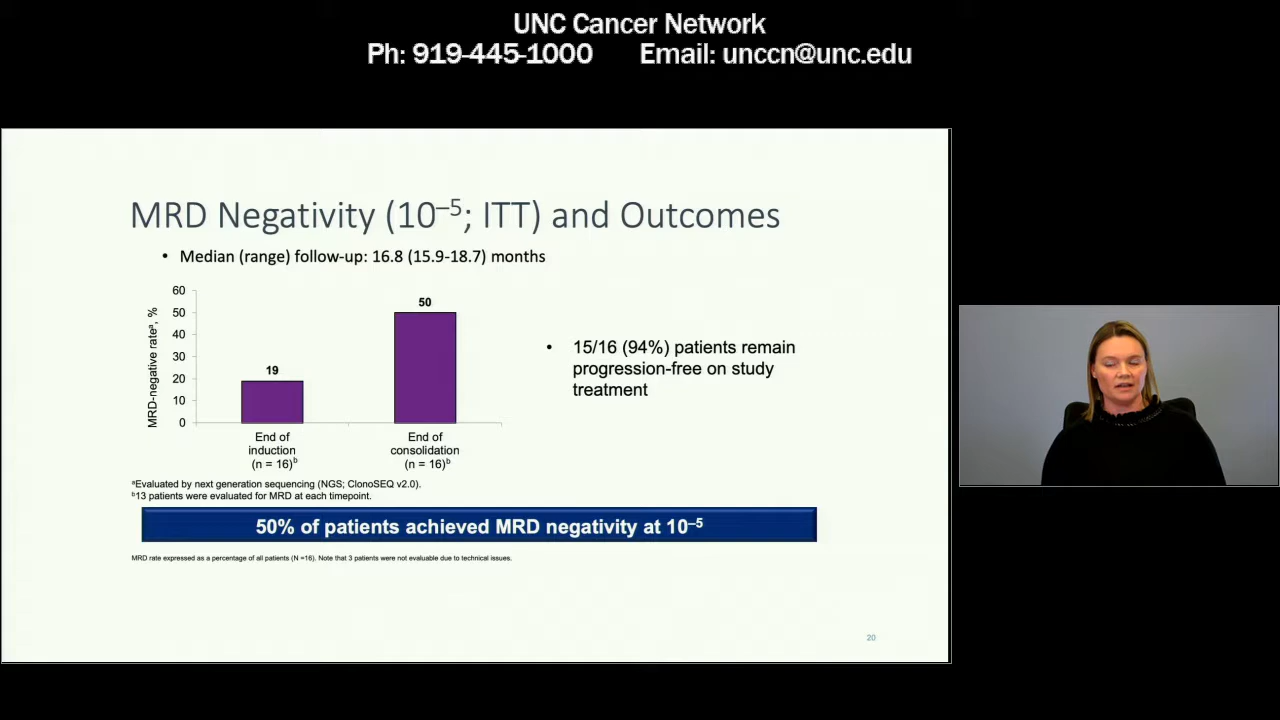 UNC Cancer Network
Ph: 919-445-1000 Email: unccn@unc.edu
MRD Negativity (10⁻⁵; ITT) and Outcomes
• Median (range) follow-up: 16.8 (15.9-18.7) months
MRD-negative rateᵃ, %
60
50
40
30
20
10
0
19
50
End of
induction
(n = 16)ᵇ
End of
consolidation
(n = 16)ᵇ
• 15/16 (94%) patients remain
progression-free on study
treatment
ᵃEvaluated by next generation sequencing (NGS; ClonoSEQ v2.0).
ᵇ13 patients were evaluated for MRD at each timepoint.
50% of patients achieved MRD negativity at 10⁻⁵
MRD rate expressed as a percentage of all patients (N =16). Note that 3 patients were not evaluable due to technical issues.
20